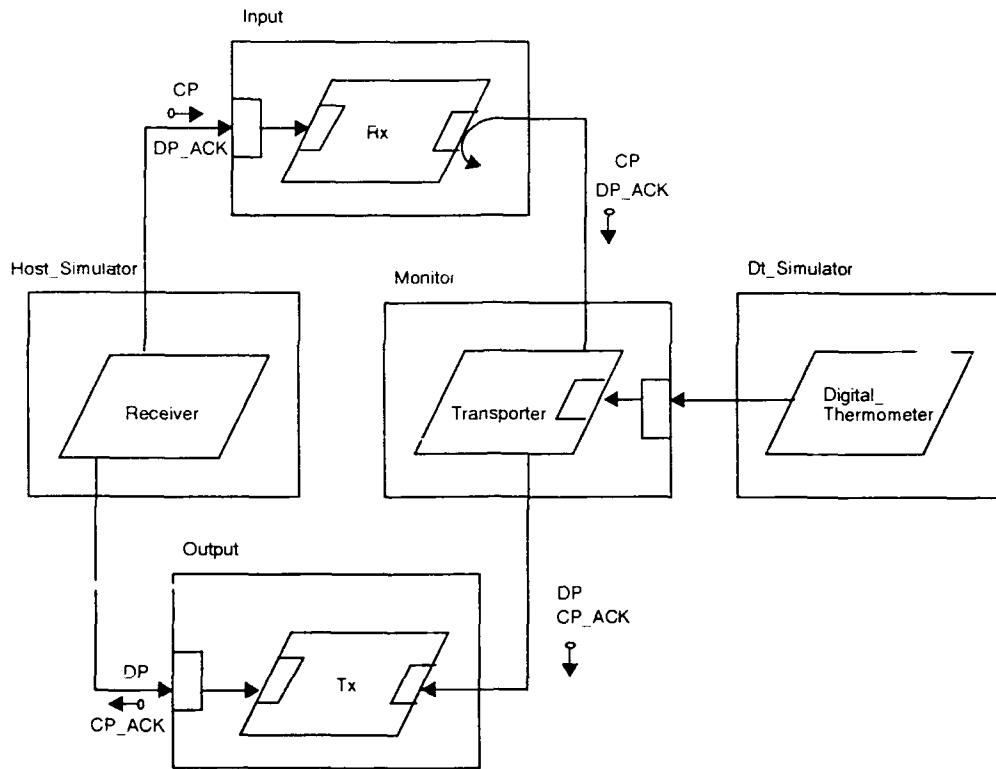 Input
CP
DP_ACK
Rx
CP
DP_ACK
Host_Simulator
Monitor
Dt_Simulator
Receiver
Transporter
Digital_
Thermometer
Output
DP
CP_ACK
DP
CP_ACK
Tx